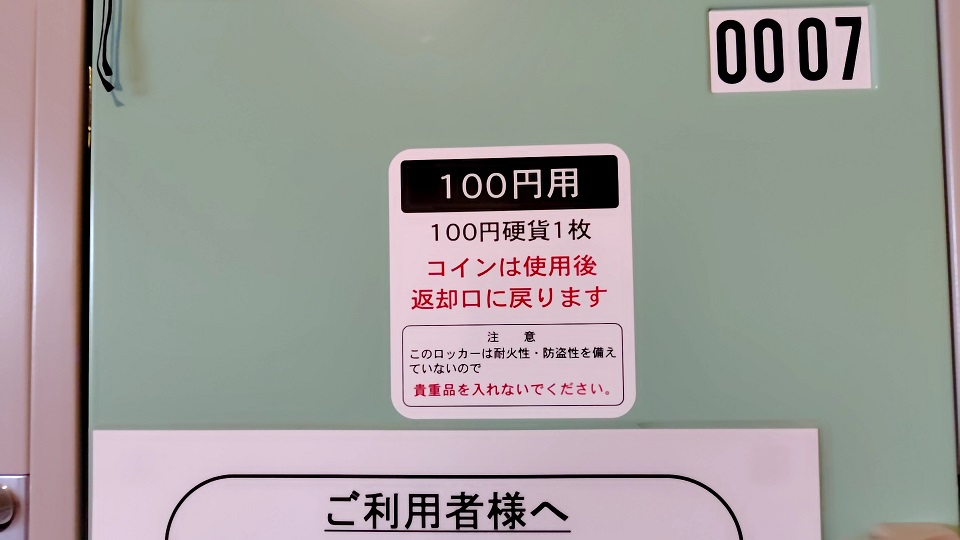 0007
100円用
100円硬貨1枚
コインは使用後
返却口に戻ります
注 意
このロッカーは耐火性・防盗性を備え
ていないので
貴重品を入れないでください。
ご利用者様へ